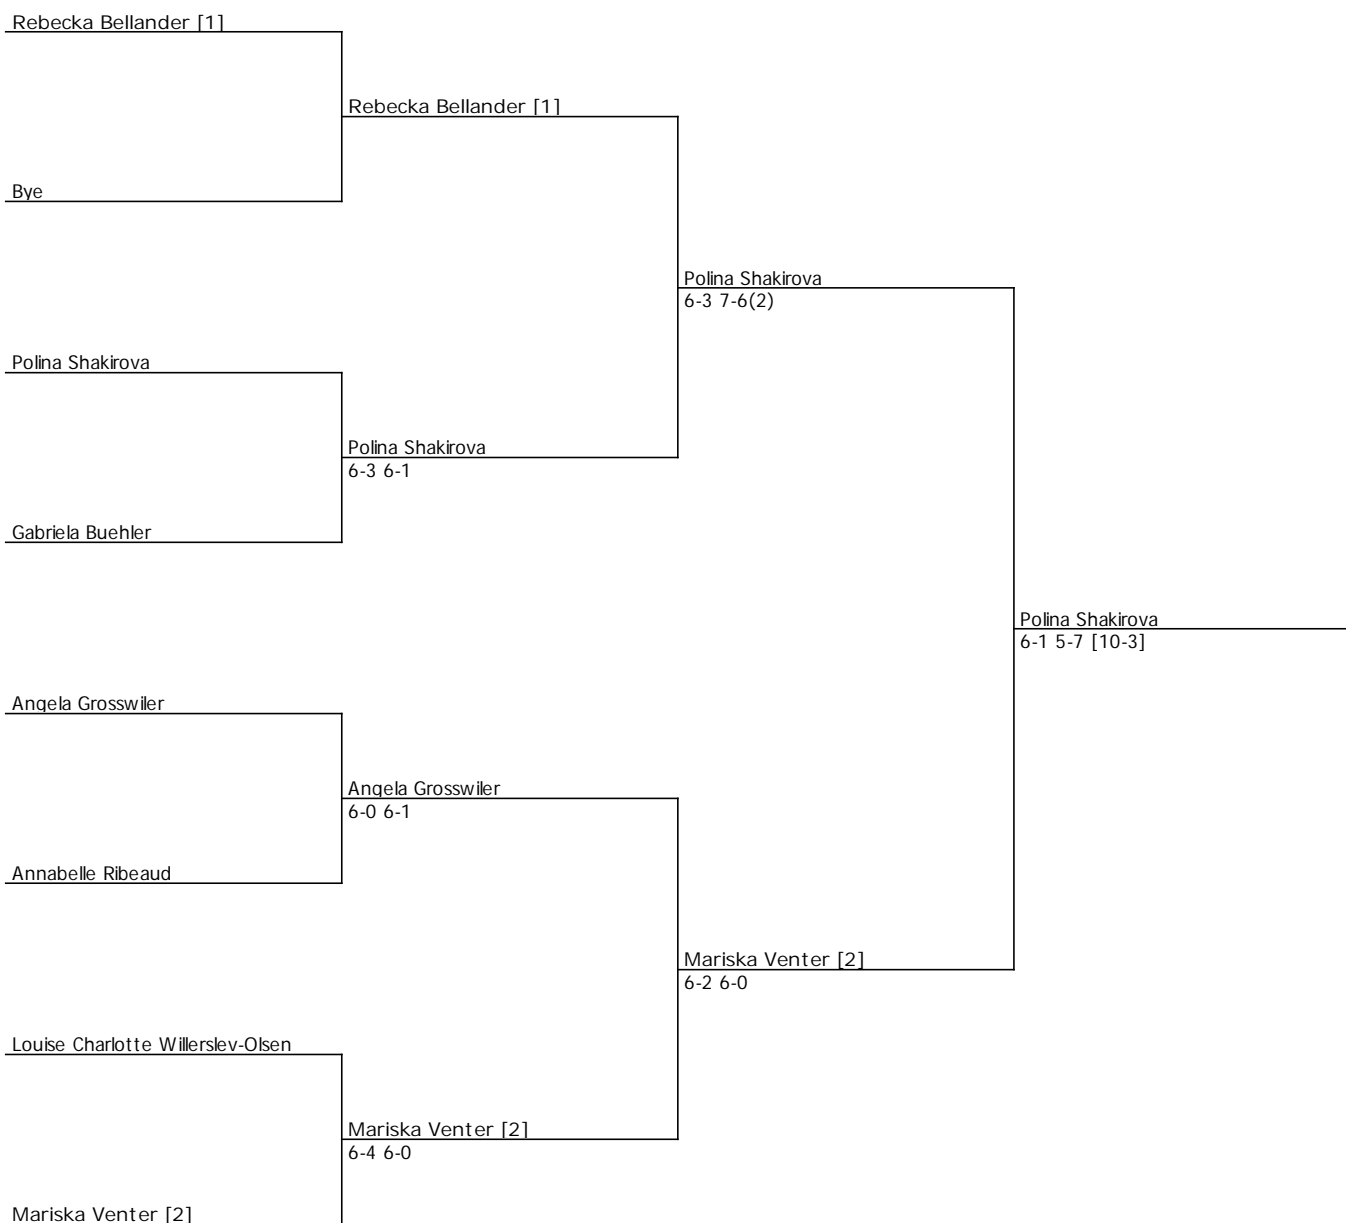 Rebecka Bellander [1]
Rebecka Bellander [1]
Bye
Polina Shakirova
6-3 7-6(2)
Polina Shakirova
Polina Shakirova
6-3 6-1
Gabriela Buehler
Polina Shakirova
6-1 5-7 [10-3]
Angela Grosswiler
Angela Grosswiler
6-0 6-1
Annabelle Ribeaud
Mariska Venter [2]
6-2 6-0
Louise Charlotte Willerslev-Olsen
Mariska Venter [2]
6-4 6-0
Mariska Venter [2]